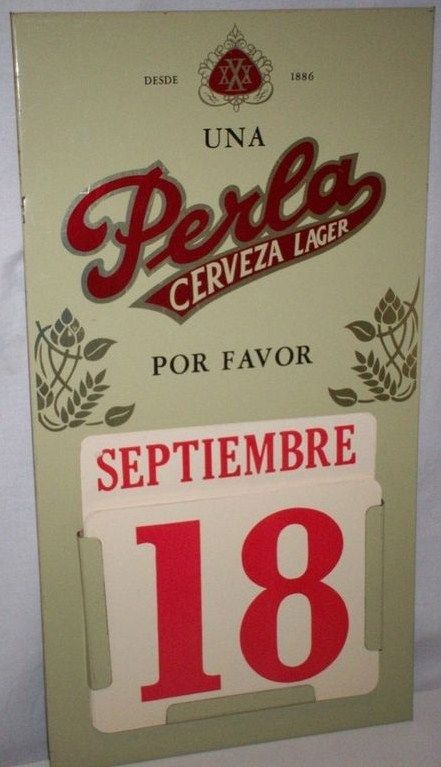 XXX
DESDE 1886
UNA
Perla
CERVEZA LAGER
POR FAVOR
SEPTIEMBRE
18